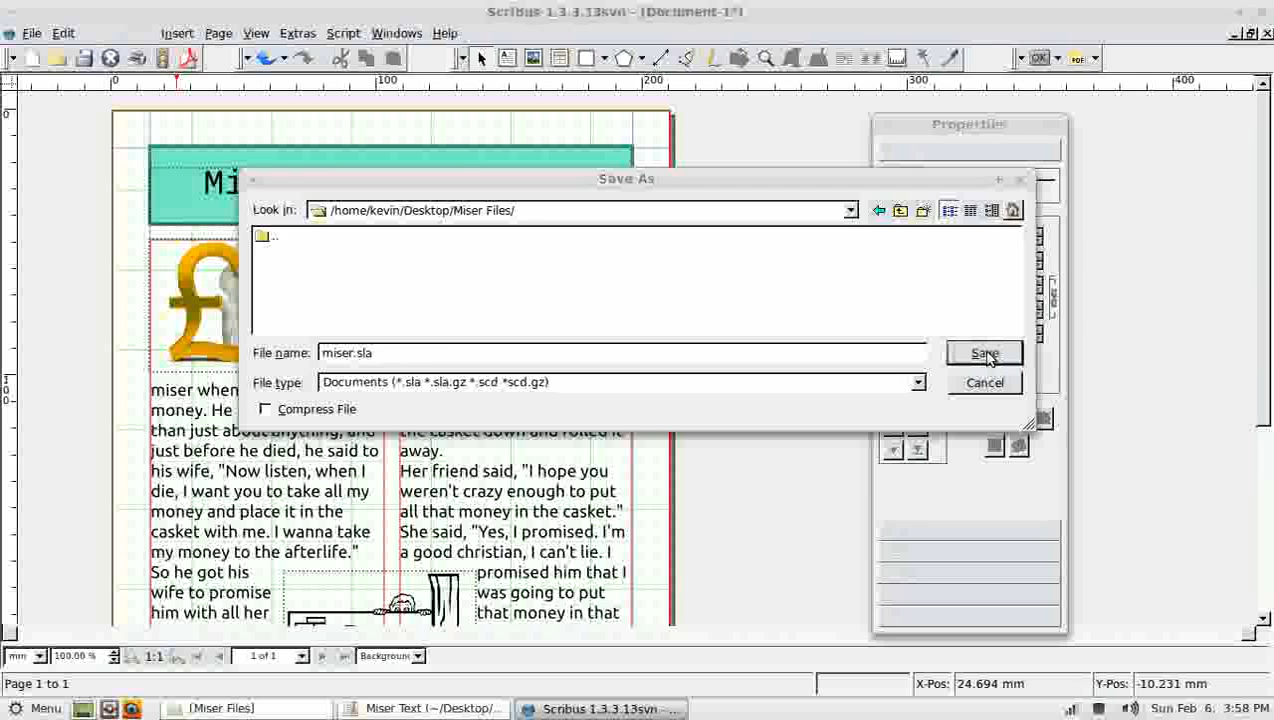 Scribus 1.3.3.13svn - [Document-1*]
File Edit Insert Page View Extras Script Windows Help
OK PDF
0 100 200 300 400
0
100
Properties
Mi
Save As
Look in: /home/kevin/Desktop/Miser Files/
..
File name: miser.sla Save
File type: Documents (*.sla *.sla.gz *.scd *scd.gz) Cancel
Compress File
£
miser when
money. He
than just about anything, and
just before he died, he said to
his wife, "Now listen, when I
die, I want you to take all my
money and place it in the
casket with me. I wanna take
my money to the afterlife."
So he got his
wife to promise
him with all her
the casket down and rolled it
away.
Her friend said, "I hope you
weren't crazy enough to put
all that money in the casket."
She said, "Yes, I promised. I'm
a good christian, I can't lie. I
promised him that I
was going to put
that money in that
mm 100.00 % 1:1 1 of 1 Background
Page 1 to 1 X-Pos: 24.694 mm Y-Pos: -10.231 mm
Menu [Miser Files] Miser Text (~/Desktop/... Scribus 1.3.3.13svn - ... Sun Feb 6, 3:58 PM